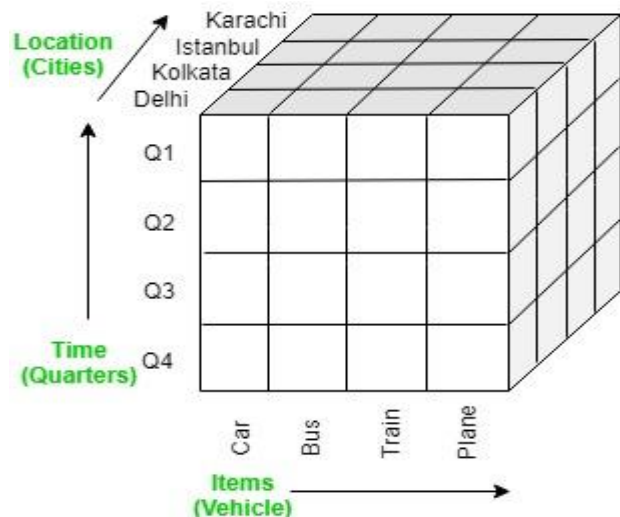 Karachi
Location
(Cities)
Istanbul
Kolkata
Delhi
Q1
Q2
Q3
Time
(Quarters)
Q4
Car
Bus
Train
Plane
Items
(Vehicle)